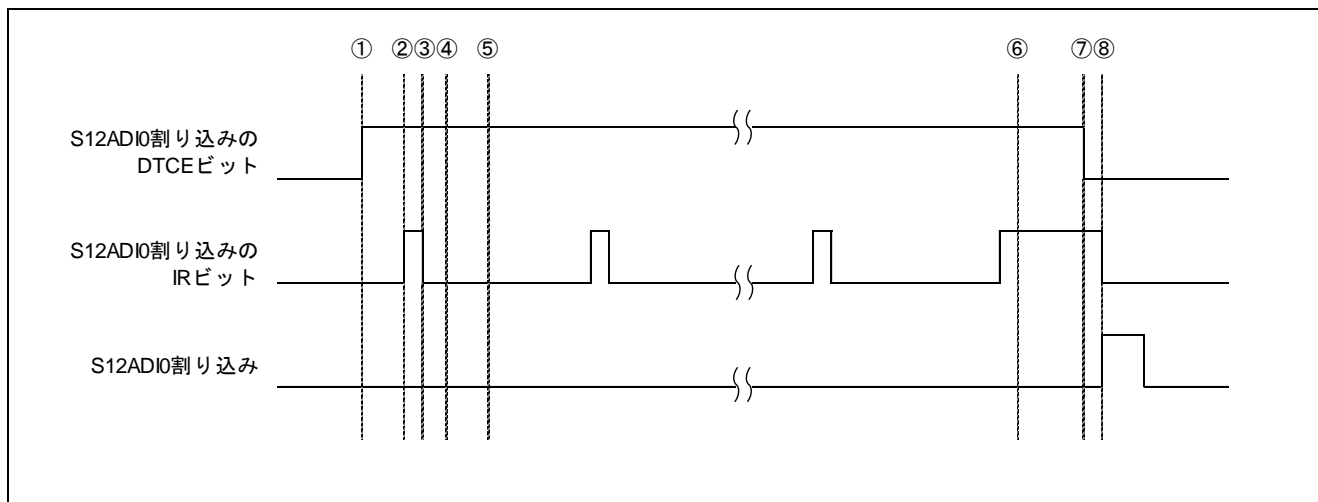 ① ②③④ ⑤ ⑥ ⑦⑧
S12ADI0割り込みの
DTCEビット
S12ADI0割り込みの
IRビット
S12ADI0割り込み